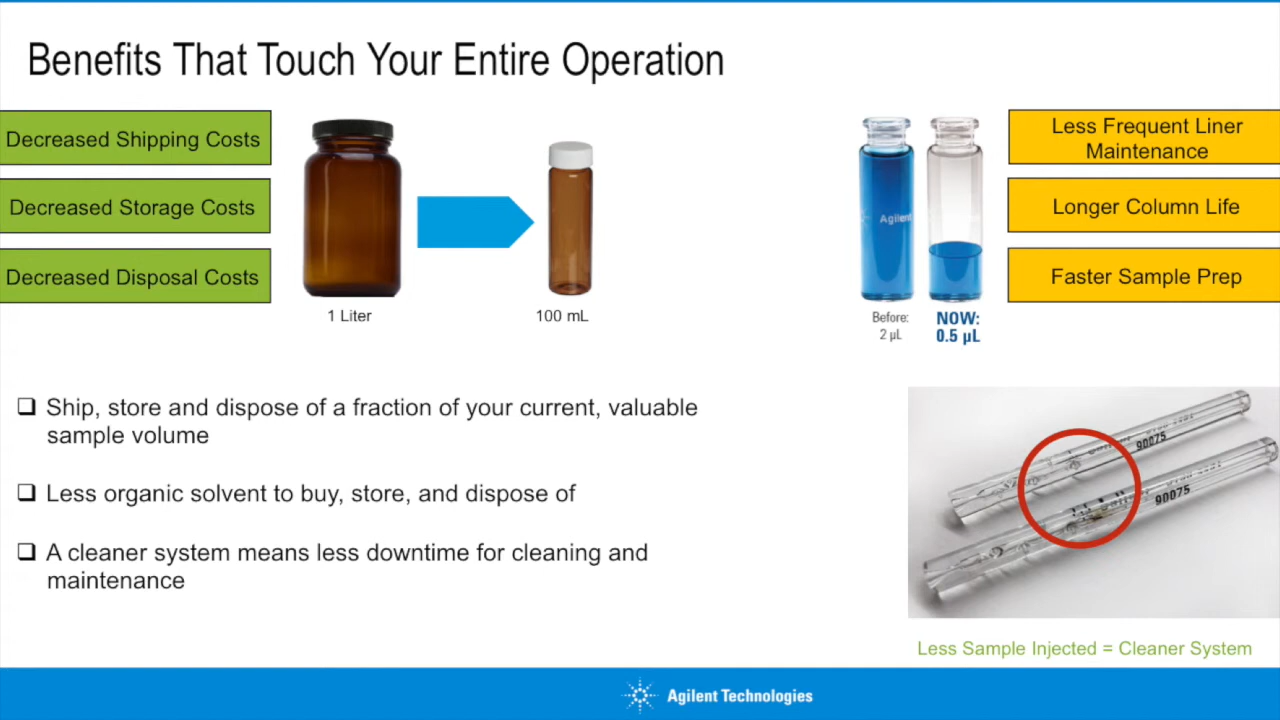 Benefits That Touch Your Entire Operation
Decreased Shipping Costs
Decreased Storage Costs
Decreased Disposal Costs
1 Liter
100 mL
Agilent
Before:
2 µL
NOW:
0.5 µL
Less Frequent Liner
Maintenance
Longer Column Life
Faster Sample Prep
❑ Ship, store and dispose of a fraction of your current, valuable
sample volume
❑ Less organic solvent to buy, store, and dispose of
❑ A cleaner system means less downtime for cleaning and
maintenance
90075
90075
Less Sample Injected = Cleaner System
Agilent Technologies